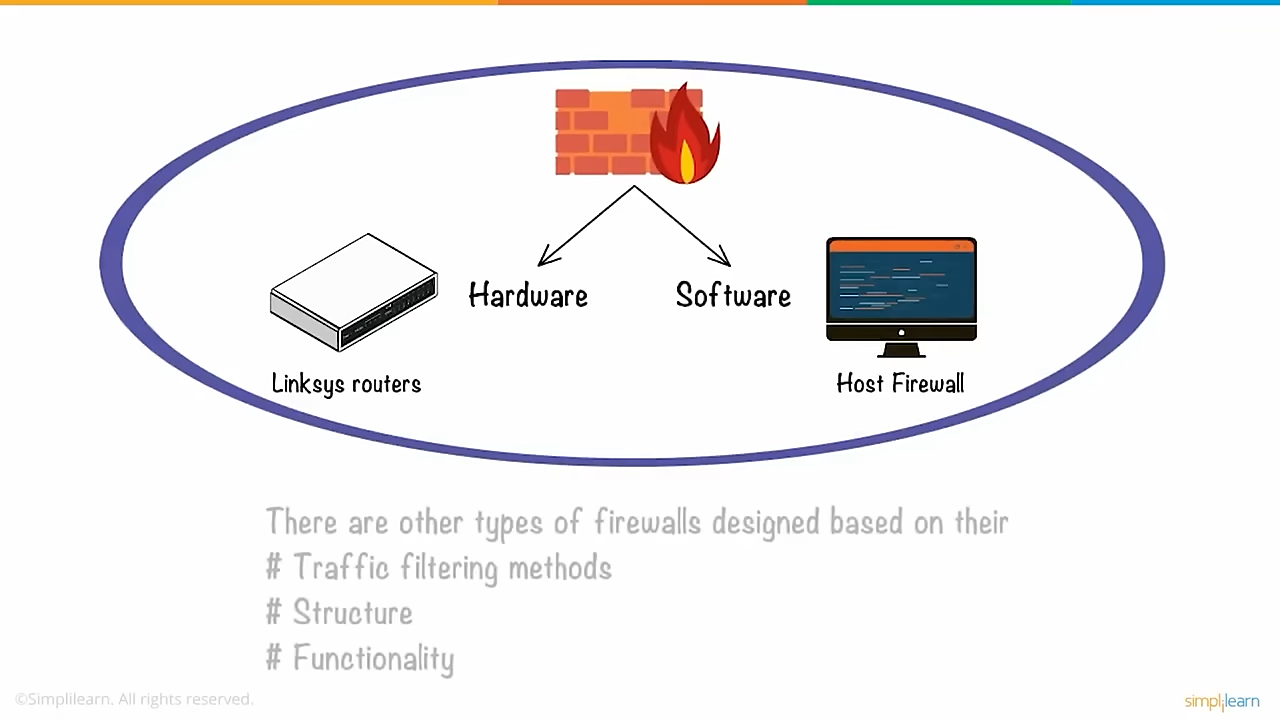 Hardware
Software
Linksys routers
Host Firewall
There are other types of firewalls designed based on their
# Traffic filtering methods
# Structure
# Functionality
©Simplilearn. All rights reserved.
simplilearn